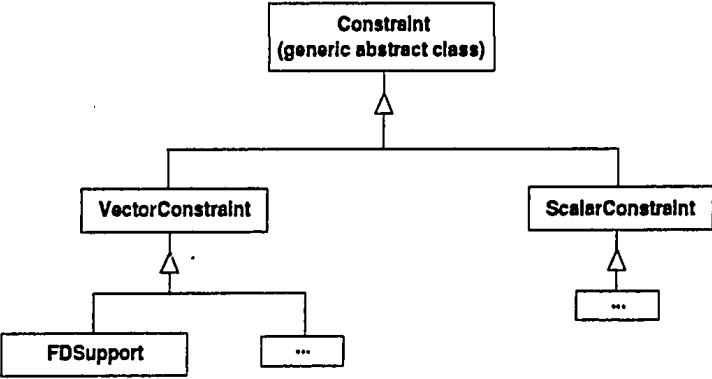 Constraint
(generic abstract class)
VectorConstraint
ScalarConstraint
...
FDSupport
...